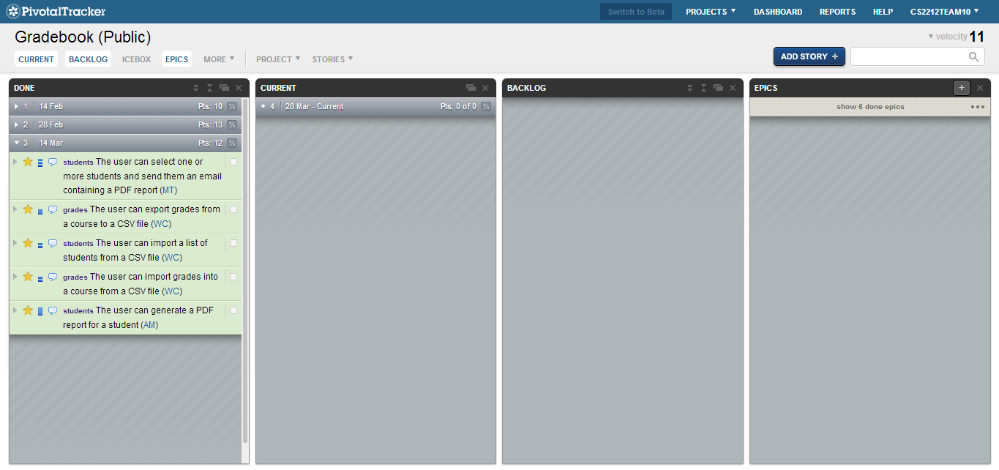 PivotalTracker
Switch to Beta PROJECTS DASHBOARD REPORTS HELP CS2212TEAM10
Gradebook (Public)
velocity 11
CURRENT BACKLOG ICEBOX EPICS MORE PROJECT STORIES
ADD STORY +
DONE
1 14 Feb Pts: 10 %
2 28 Feb Pts: 13 %
3 14 Mar Pts: 12 %
students The user can select one or
more students and send them an email
containing a PDF report (MT)
grades The user can export grades from
a course to a CSV file (WC)
students The user can import a list of
students from a CSV file (WC)
grades The user can import grades into
a course from a CSV file (WC)
students The user can generate a PDF
report for a student (AM)
CURRENT
4 28 Mar - Current Pts: 0 of 0 %
BACKLOG
EPICS +
show 6 done epics